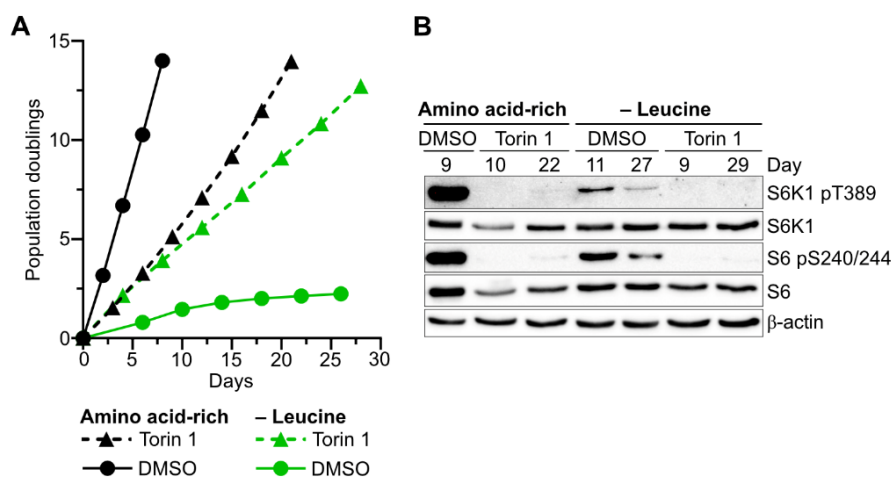 A
15
10
5
0
Population doublings
0 5 10 15 20 25 30
Days
Amino acid-rich – Leucine
Torin 1 Torin 1
DMSO DMSO
B
Amino acid-rich – Leucine
DMSO Torin 1 DMSO Torin 1
9 10 22 11 27 9 29 Day
S6K1 pT389
S6K1
S6 pS240/244
S6
β-actin